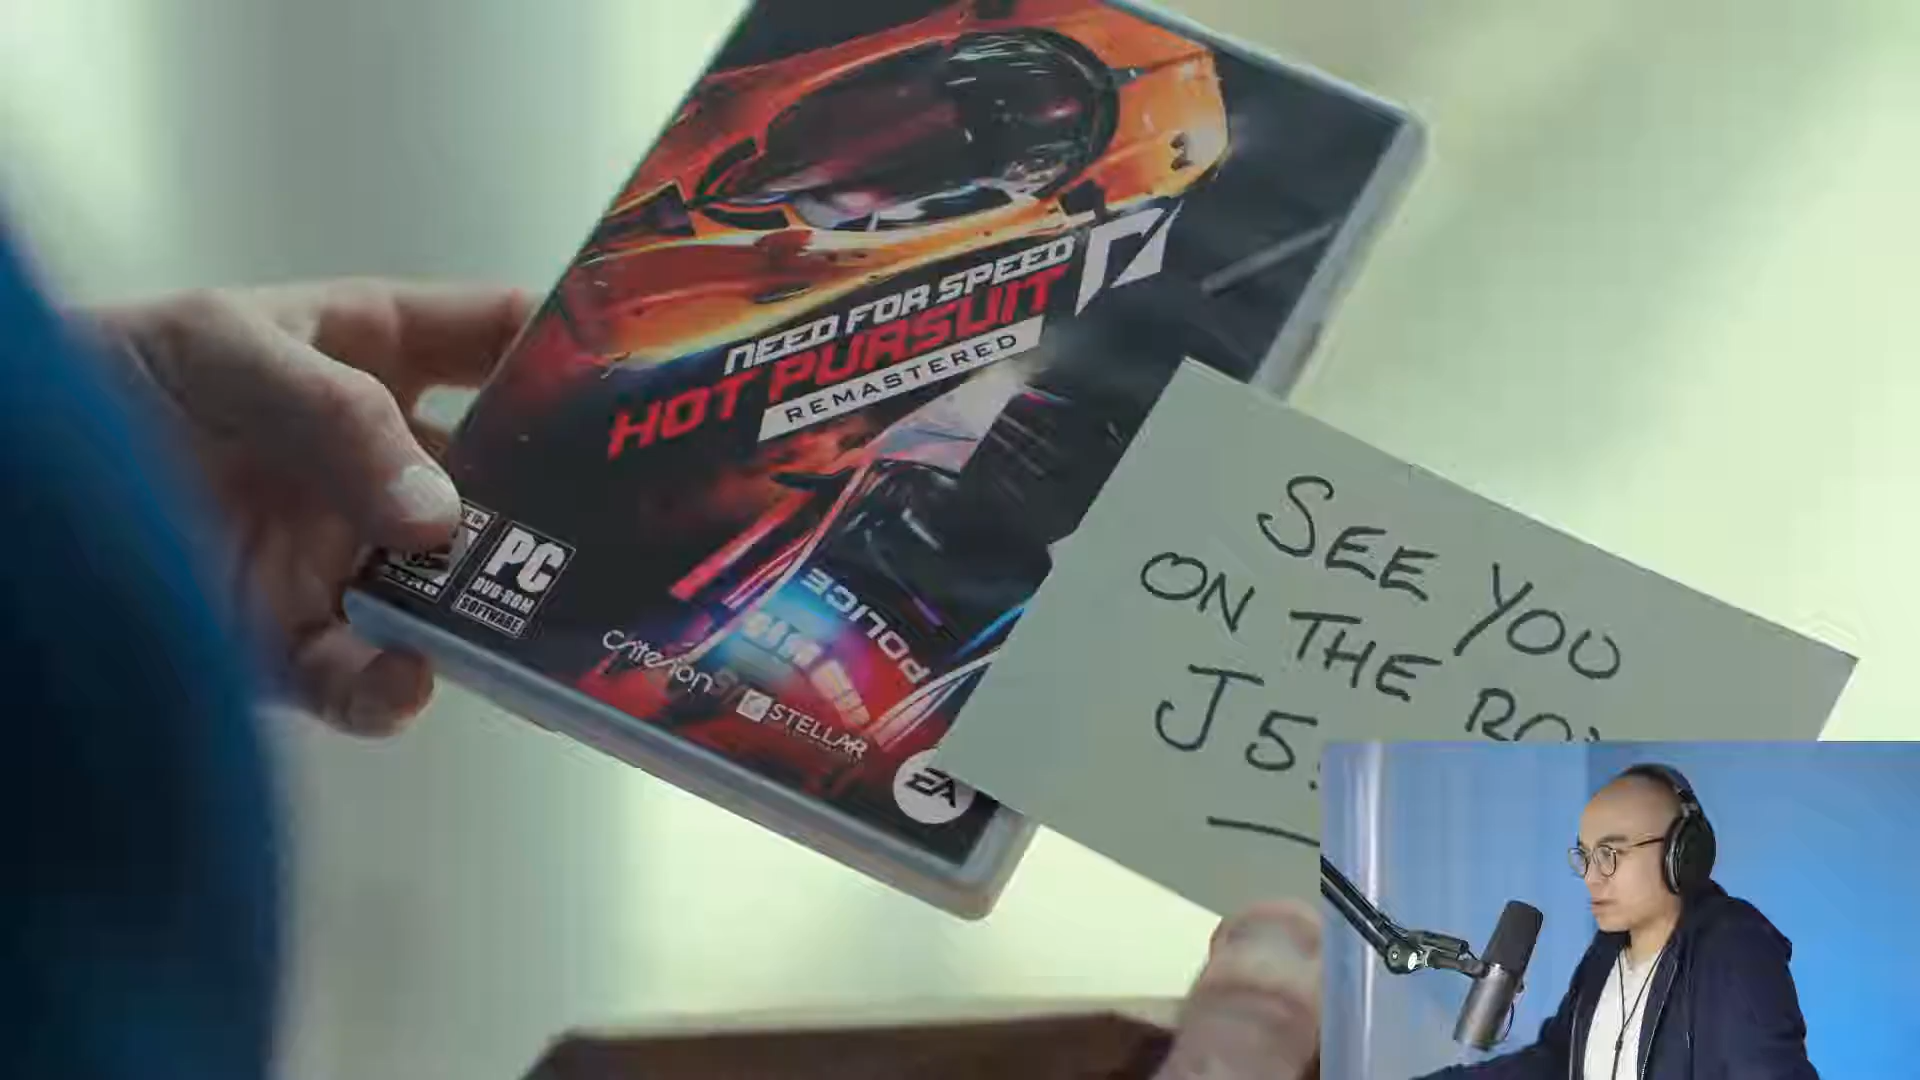 NEED FOR SPEED
HOT PURSUIT
REMASTERED
PC
DVD-ROM
SOFTWARE
POLICE
Criterion
STELLAR
EA
SEE YOU
ON THE
J5